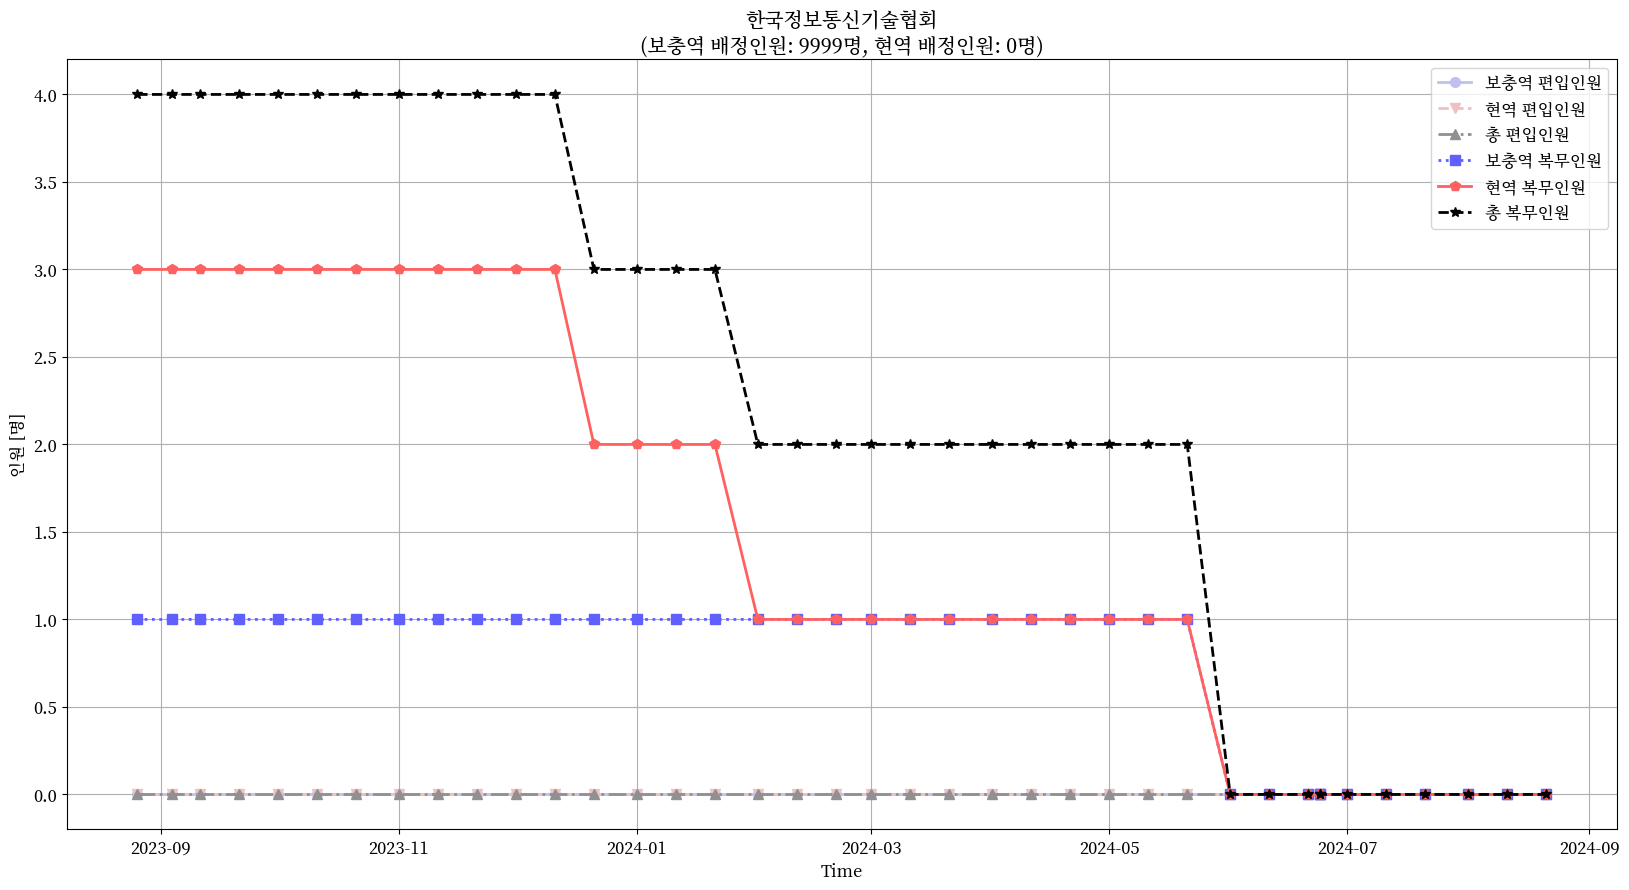 한국정보통신기술협회
(보충역 배정인원: 9999명, 현역 배정인원: 0명)
보충역 편입인원
현역 편입인원
총 편입인원
보충역 복무인원
현역 복무인원
총 복무인원
인원 [명]
4.0
3.5
3.0
2.5
2.0
1.5
1.0
0.5
0.0
2023-09
2023-11
2024-01
2024-03
2024-05
2024-07
2024-09
Time